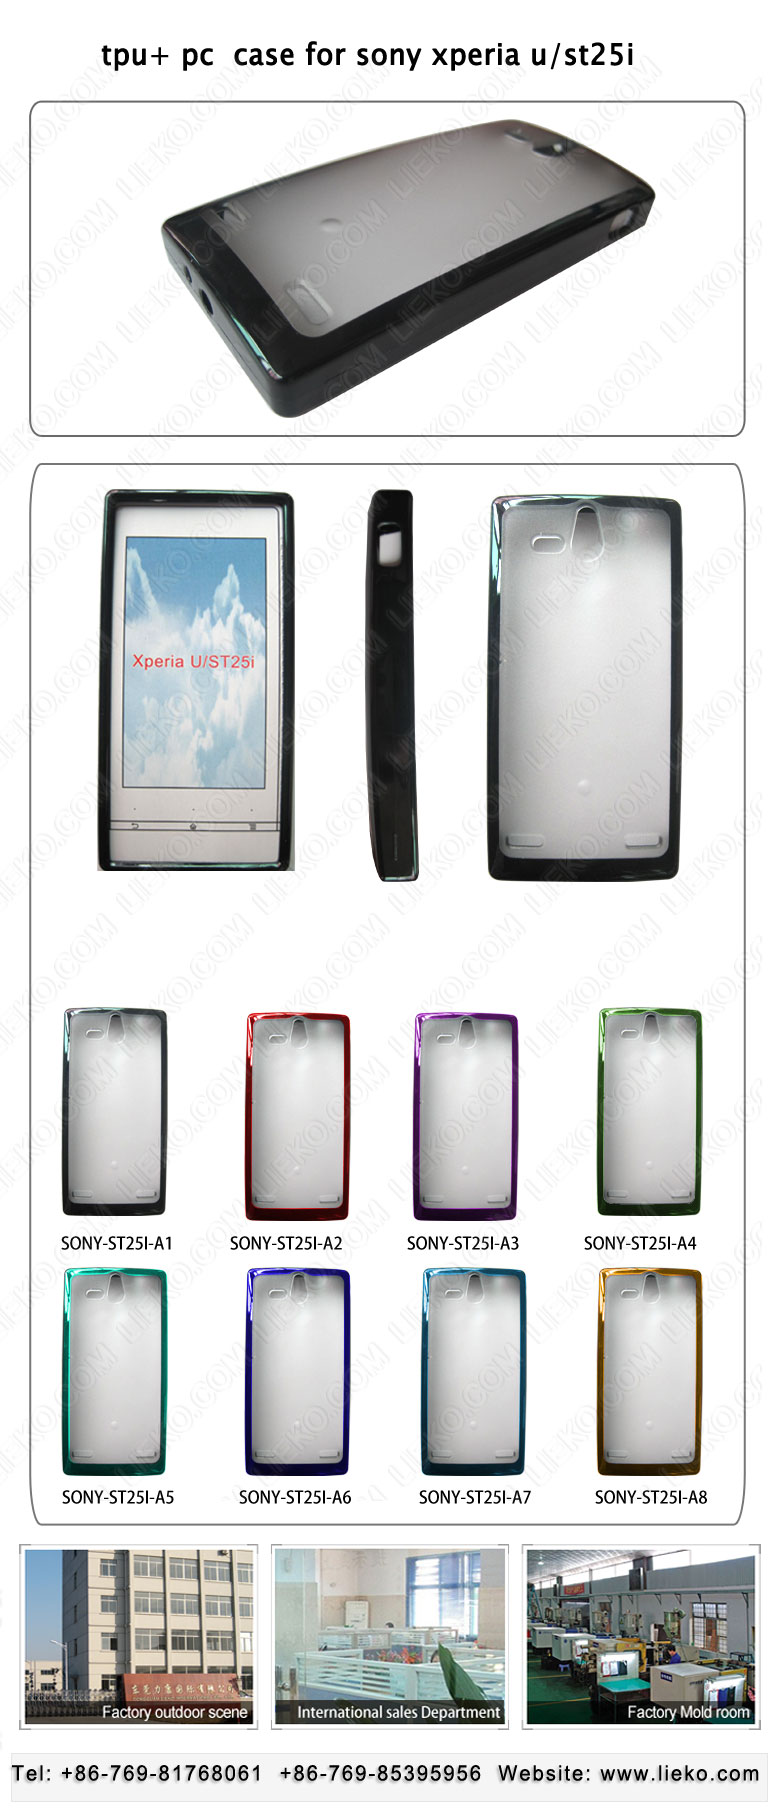 tpu+ pc case for sony xperia u/st25i
LIEKO.COM
Xperia U/ST25i
SONY-ST25I-A1 SONY-ST25I-A2 SONY-ST25I-A3 SONY-ST25I-A4
SONY-ST25I-A5 SONY-ST25I-A6 SONY-ST25I-A7 SONY-ST25I-A8
Factory outdoor scene International sales Department Factory Mold room
Tel: +86-769-81768061 +86-769-85395956 Website: www.lieko.com